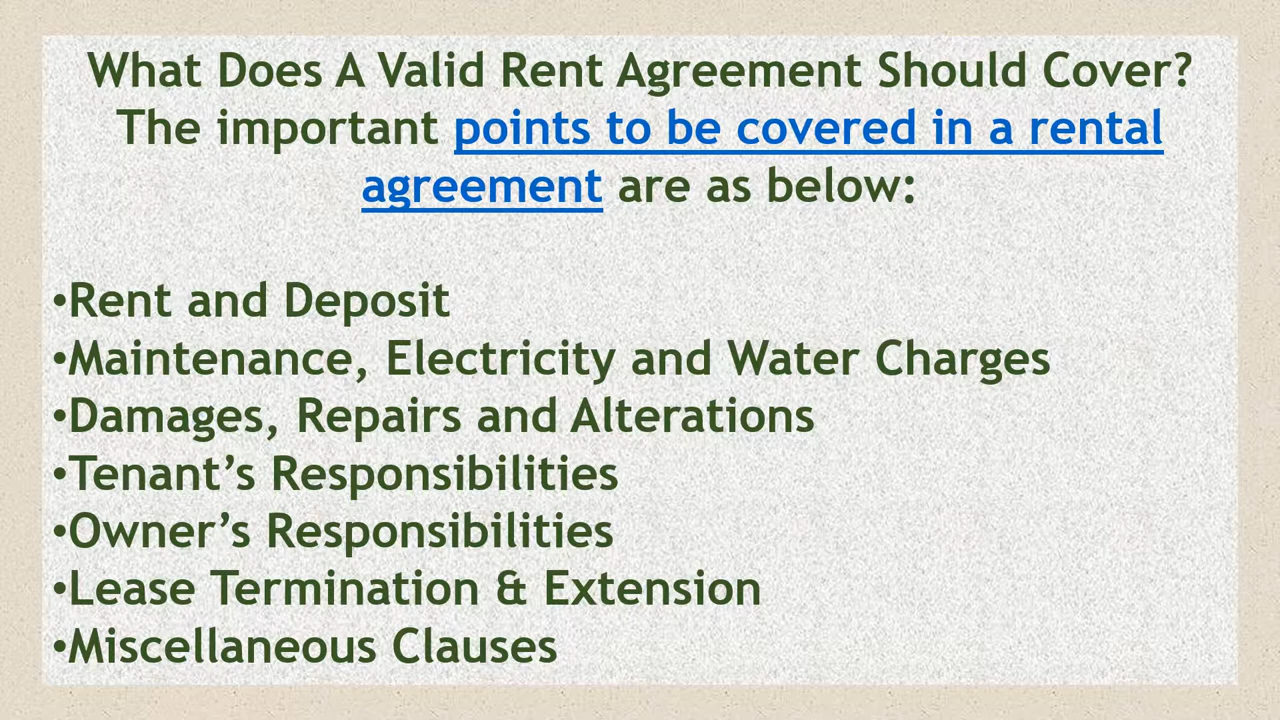 What Does A Valid Rent Agreement Should Cover?
The important points to be covered in a rental
agreement are as below:
•Rent and Deposit
•Maintenance, Electricity and Water Charges
•Damages, Repairs and Alterations
•Tenant’s Responsibilities
•Owner’s Responsibilities
•Lease Termination & Extension
•Miscellaneous Clauses